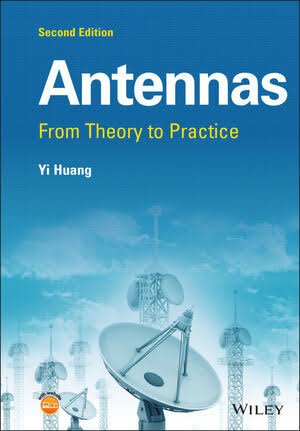 Second Edition
Antennas
From Theory to Practice
Yi Huang
WILEY